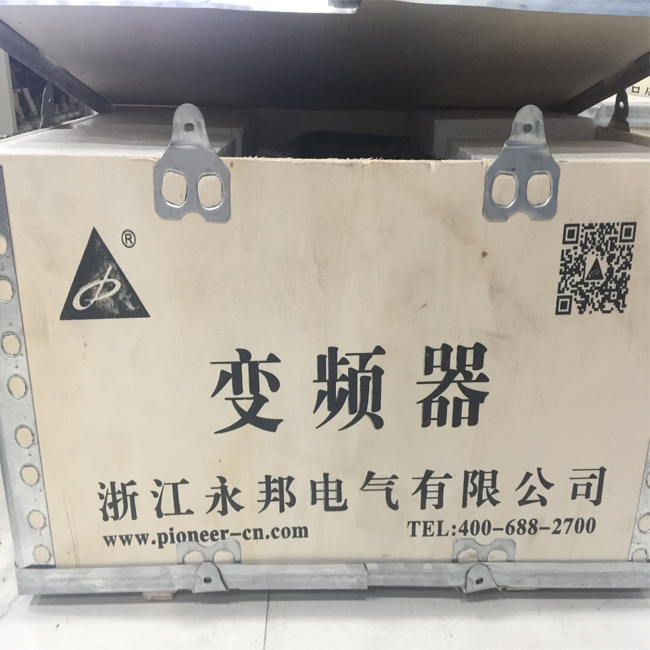 ®
变频器
浙江永邦电气有限公司
www.pioneer-cn.com
TEL:400-688-2700